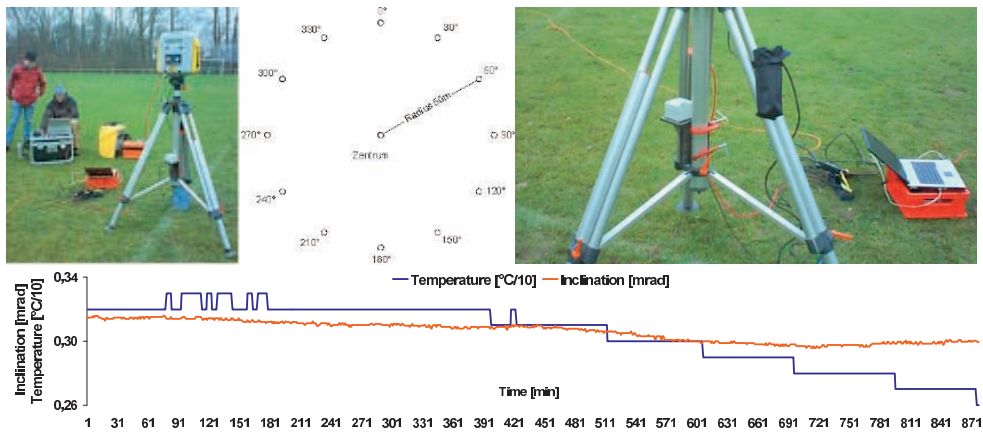 0°
330°
30°
300°
60°
Radius 50m
270°
90°
Zentrum
240°
120°
210°
150°
180°
0,34
Temperature [°C/10]
Inclination [mrad]
Inclination [mrad]
Temperature [°C/10]
0,30
Time [min]
0,26
1 31 61 91 121 151 181 211 241 271 301 331 361 391 421 451 481 511 541 571 601 631 661 691 721 751 781 811 841 871